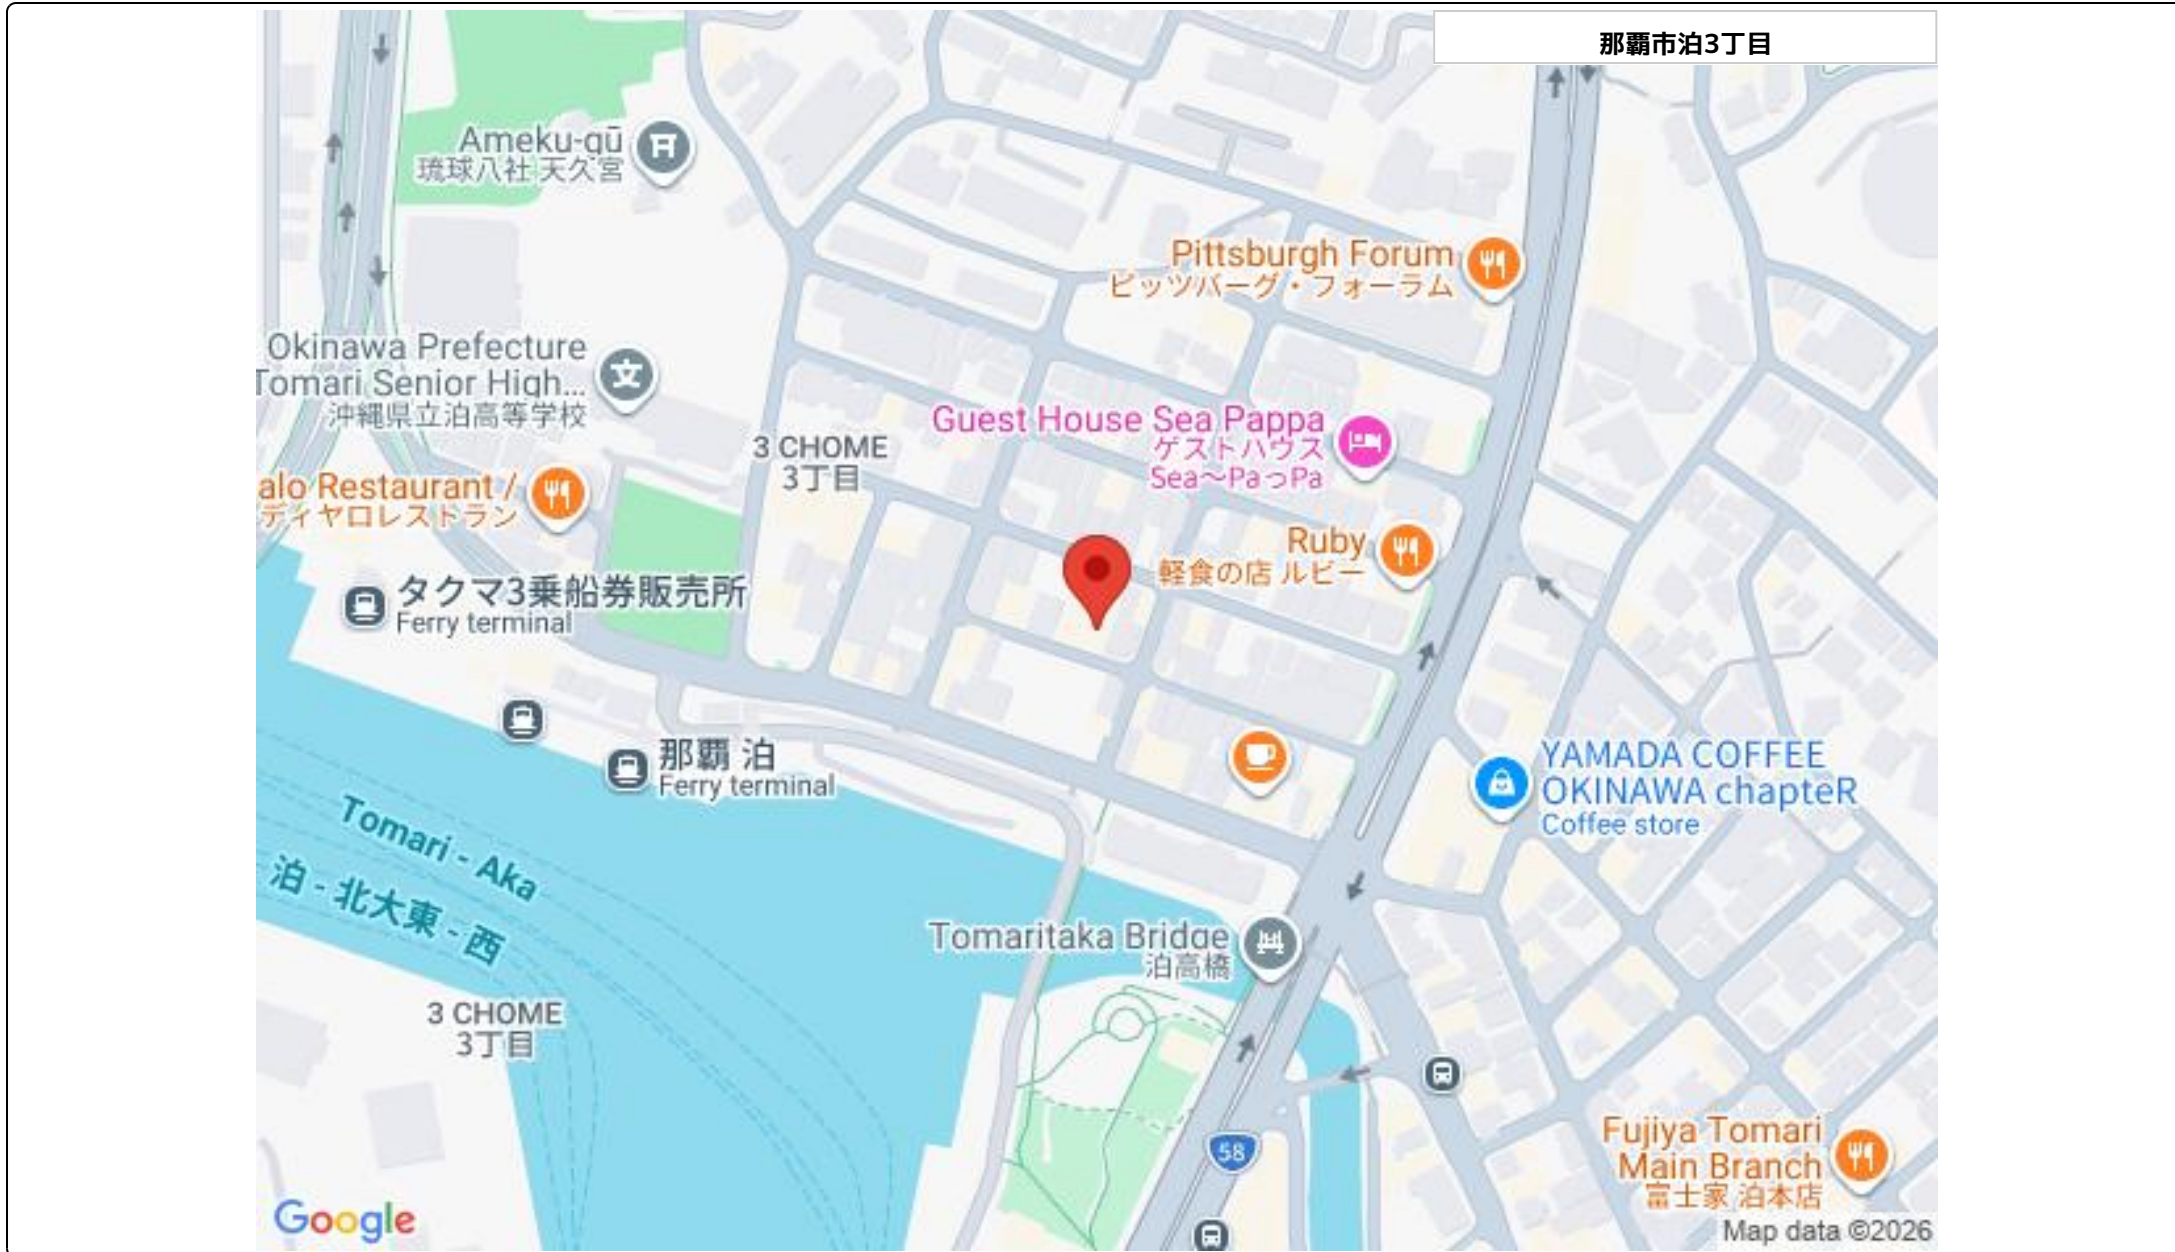 那覇市泊3丁目
Ameku-gū
琉球八社 天久宮
Pittsburgh Forum
ピッツバーグ・フォーラム
Okinawa Prefecture
Tomari Senior High...
沖縄県立泊高等学校
Guest House Sea Pappa
ゲストハウス
Sea～PaっPa
3 CHOME
3丁目
alo Restaurant /
ディヤロレストラン
Ruby
軽食の店 ルビー
タクマ3乗船券販売所
Ferry terminal
那覇 泊
Ferry terminal
YAMADA COFFEE
OKINAWA chapteR
Coffee store
Tomari - Aka
泊 - 北大東 - 西
Tomaritaka Bridge
泊高橋
3 CHOME
3丁目
58
Fujiya Tomari
Main Branch
富士家 泊本店
Google
Map data ©2026